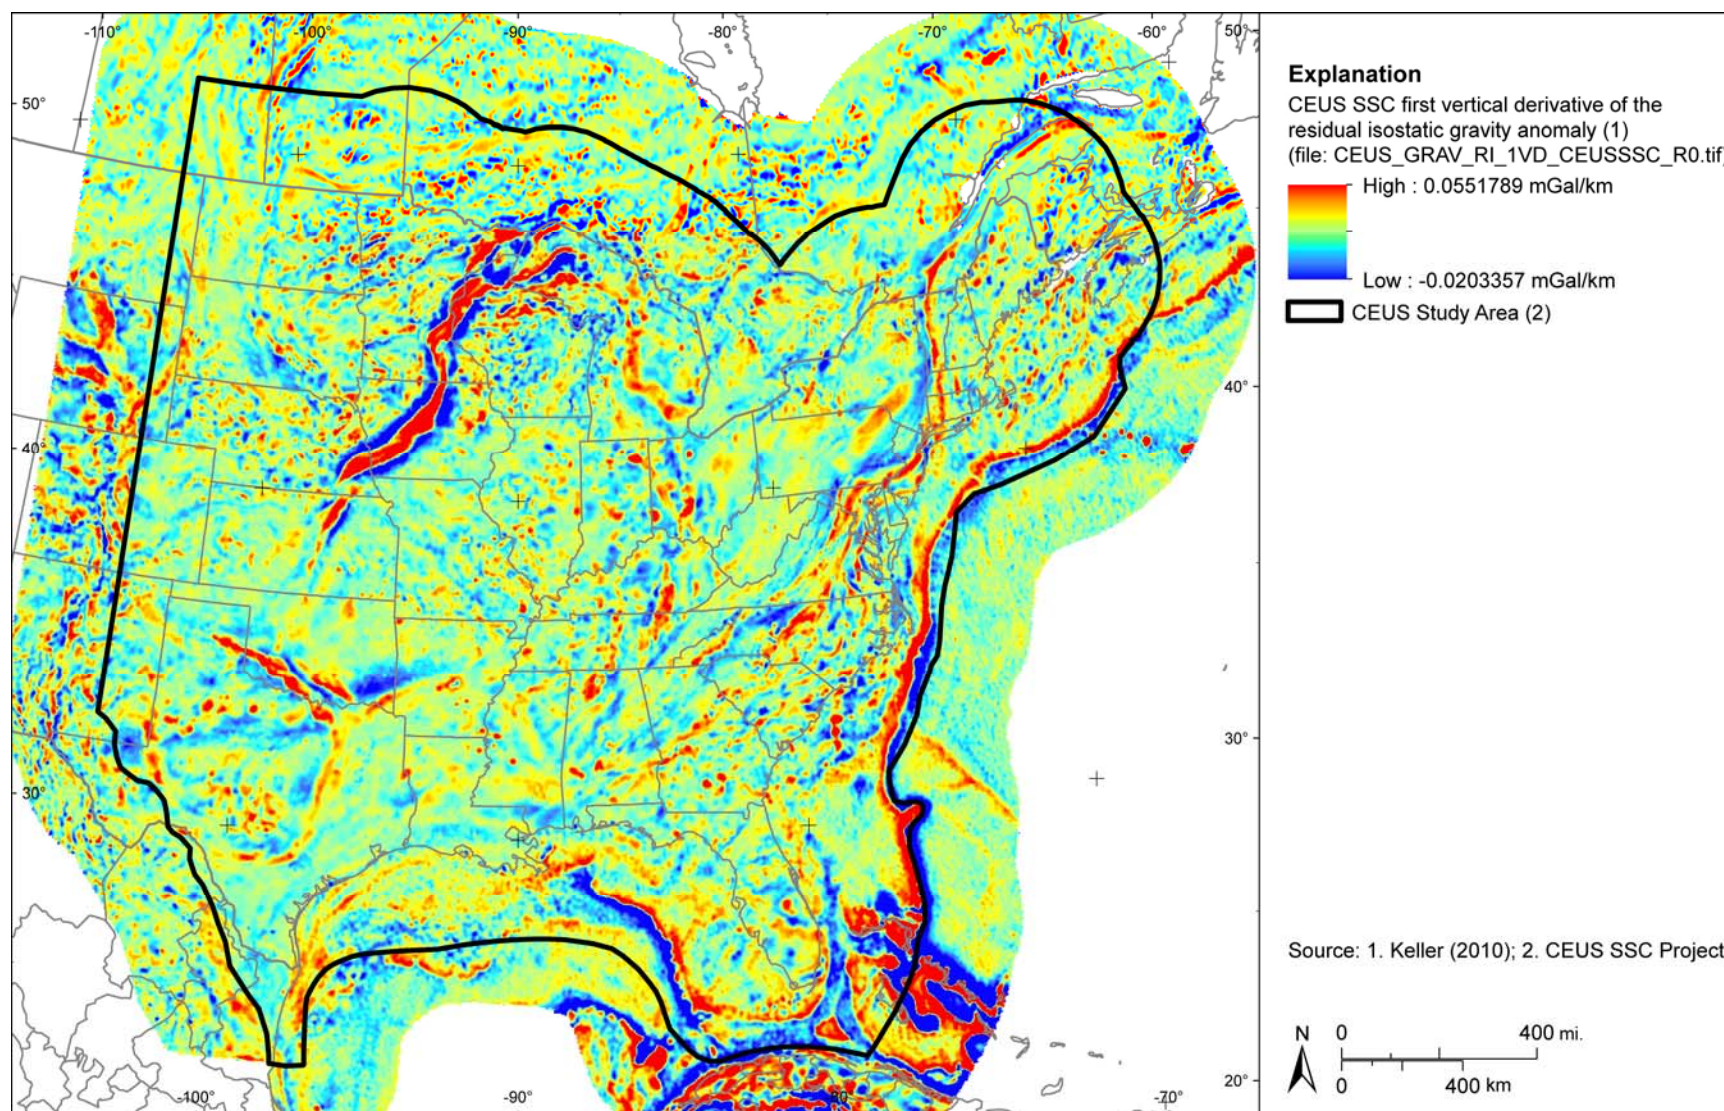 -110°
-100°
-90°
-80°
-70°
-60°
50°
50°
40°
40°
30°
30°
20°
-100°
-90°
-80°
-70°
Explanation
CEUS SSC first vertical derivative of the
residual isostatic gravity anomaly (1)
(file: CEUS_GRAV_RI_1VD_CEUSSSC_R0.tif)
High : 0.0551789 mGal/km
Low : -0.0203357 mGal/km
CEUS Study Area (2)
Source: 1. Keller (2010); 2. CEUS SSC Project
N
0 400 mi.
0 400 km